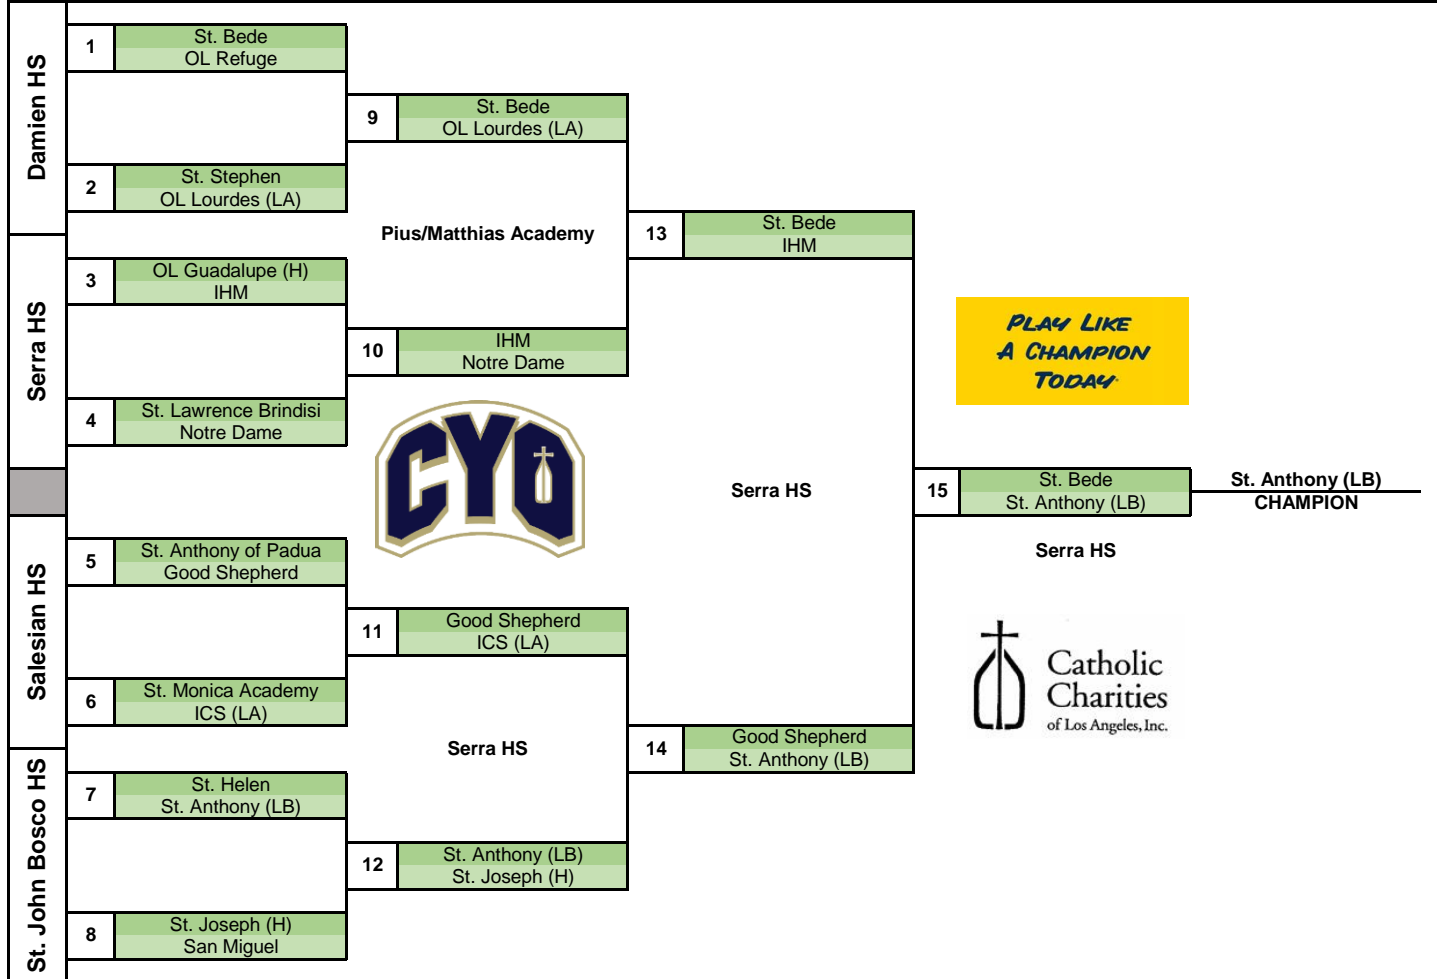 Damien HS
1
St. Bede
OL Refuge
9
St. Bede
OL Lourdes (LA)
2
St. Stephen
OL Lourdes (LA)
Pius/Matthias Academy
13
St. Bede
IHM
Serra HS
3
OL Guadalupe (H)
IHM
10
IHM
Notre Dame
4
St. Lawrence Brindisi
Notre Dame
PLAY LIKE
A CHAMPION
TODAY
CYO
Serra HS
15
St. Bede
St. Anthony (LB)
St. Anthony (LB)
CHAMPION
Serra HS
Salesian HS
5
St. Anthony of Padua
Good Shepherd
11
Good Shepherd
ICS (LA)
6
St. Monica Academy
ICS (LA)
Serra HS
14
Good Shepherd
St. Anthony (LB)
Catholic
Charities
of Los Angeles, Inc.
St. John Bosco HS
7
St. Helen
St. Anthony (LB)
12
St. Anthony (LB)
St. Joseph (H)
8
St. Joseph (H)
San Miguel